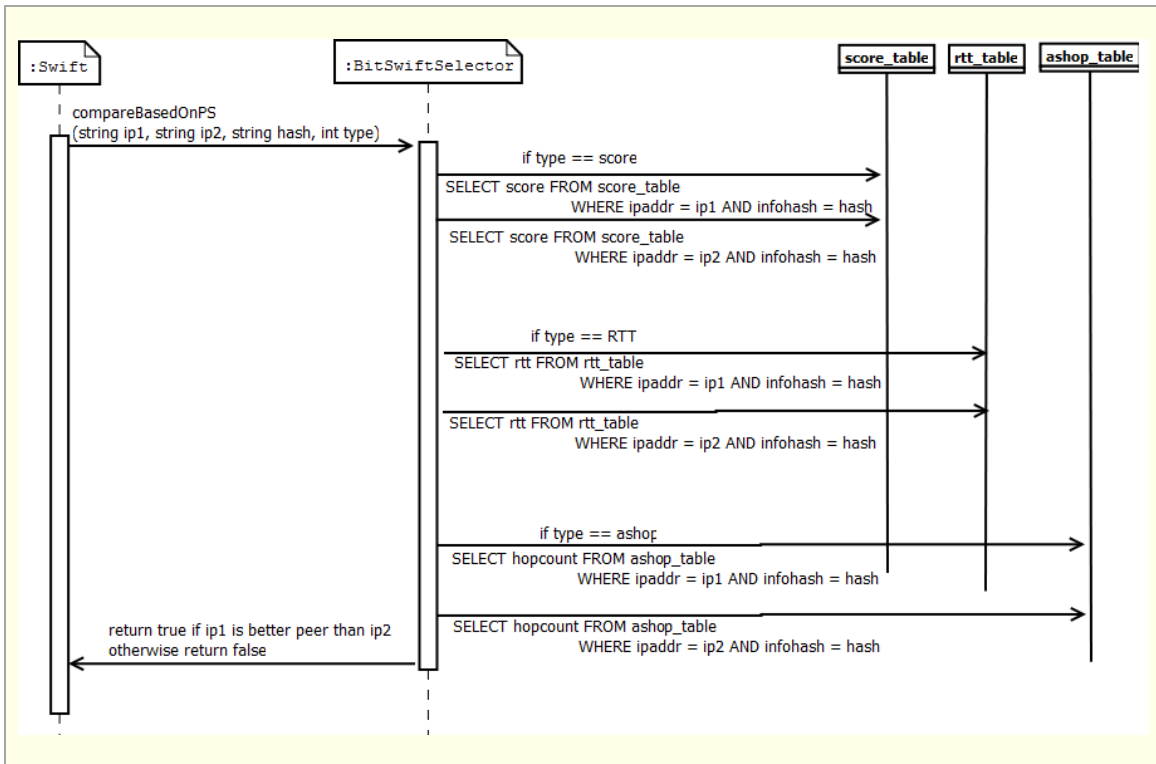 :Swift
:BitSwiftSelector
score_table
rtt_table
ashop_table
compareBasedOnPS
(string ip1, string ip2, string hash, int type)
if type == score
SELECT score FROM score_table
WHERE ipaddr = ip1 AND infohash = hash
SELECT score FROM score_table
WHERE ipaddr = ip2 AND infohash = hash
if type == RTT
SELECT rtt FROM rtt_table
WHERE ipaddr = ip1 AND infohash = hash
SELECT rtt FROM rtt_table
WHERE ipaddr = ip2 AND infohash = hash
if type == ashop
SELECT hopcount FROM ashop_table
WHERE ipaddr = ip1 AND infohash = hash
SELECT hopcount FROM ashop_table
WHERE ipaddr = ip2 AND infohash = hash
return true if ip1 is better peer than ip2
otherwise return false